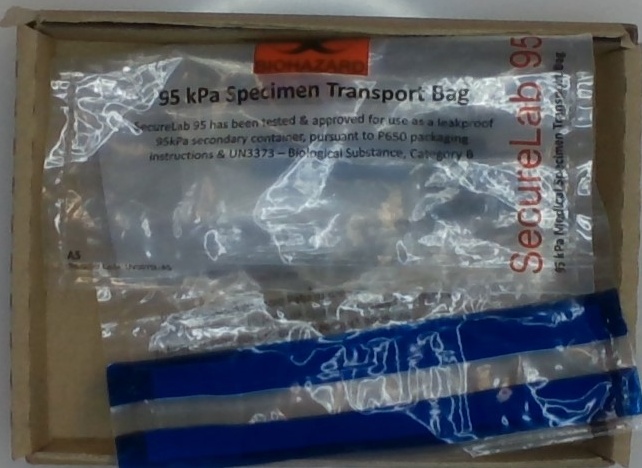 BIOHAZARD
95 kPa Specimen Transport Bag
SecureLab 95 has been tested & approved for use as a leakproof
95kPa secondary container, pursuant to P650 packaging
instructions & UN3373 – Biological Substance, Category B
SecureLab 95
95 kPa Medical Specimen Transport Bag
A5